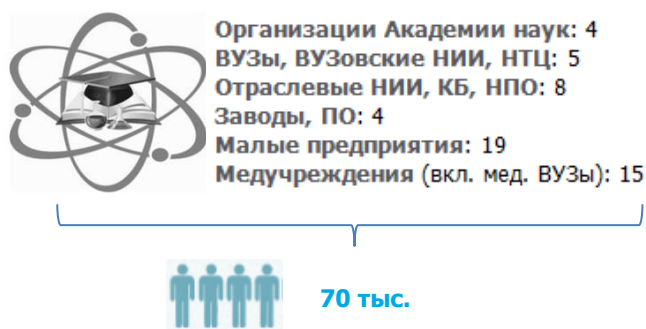 Организации Академии наук: 4
ВУЗы, ВУЗовские НИИ, НТЦ: 5
Отраслевые НИИ, КБ, НПО: 8
Заводы, ПО: 4
Малые предприятия: 19
Медучреждения (вкл. мед. ВУЗы): 15
70 тыс.